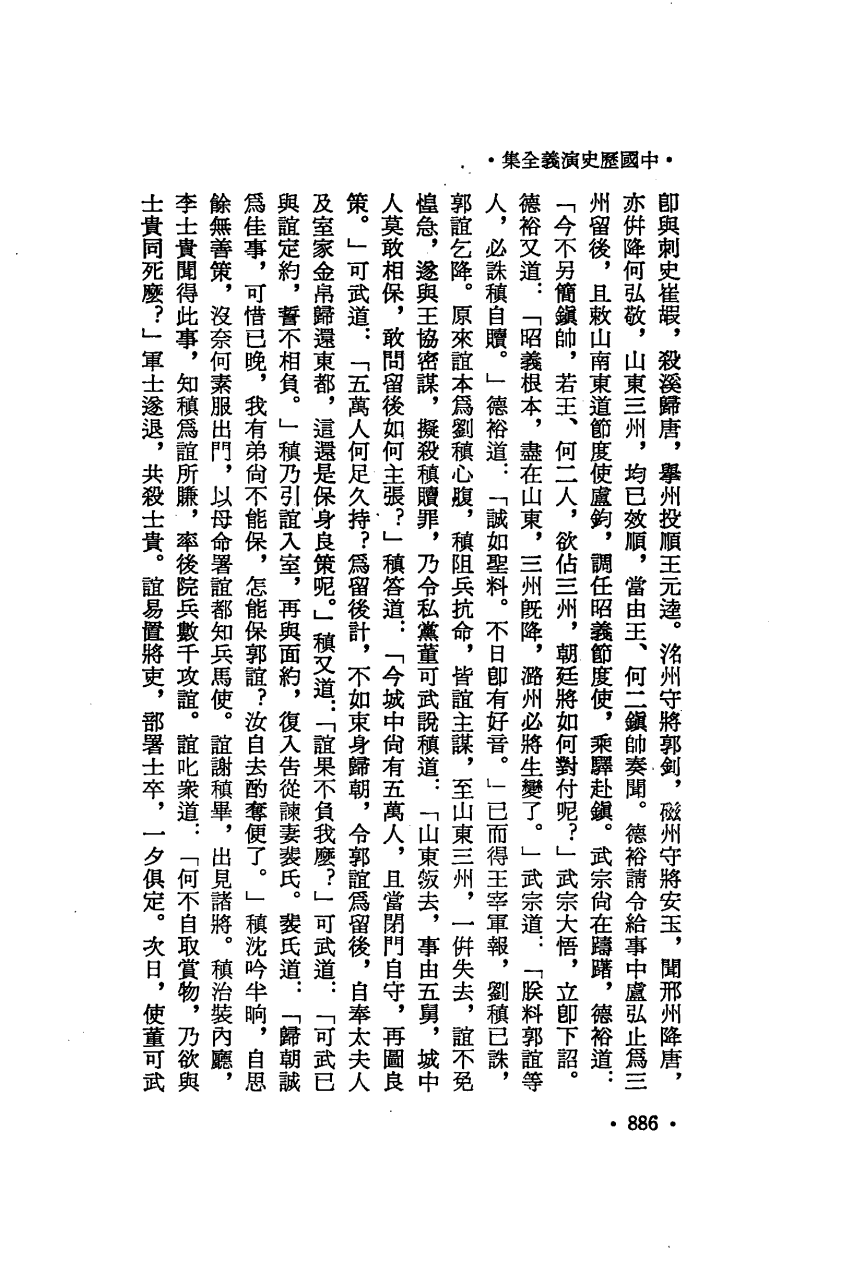 •中國歷史演義全集•
卽與刺史崔嘏，殺溪歸唐，擧州投順王元逵。洺州守將郭釗，磁州守將安玉，聞邢州降唐，
亦併降何弘敬，山東三州，均已效順，當由王、何二鎭帥奏聞。德裕請令給事中盧弘止爲三
州留後，且敕山南東道節度使盧鈞，調任昭義節度使，乘驛赴鎭。武宗尙在躊躇，德裕道：
「今不另簡鎭帥，若王、何二人，欲佔三州，朝廷將如何對付呢？」武宗大悟，立卽下詔。
德裕又道：「昭義根本，盡在山東，三州旣降，潞州必將生變了。」武宗道：「朕料郭誼等
人，必誅稹自贖。」德裕道：「誠如聖料。不日卽有好音。」已而得王宰軍報，劉稹已誅，
郭誼乞降。原來誼本爲劉稹心腹，稹阻兵抗命，皆誼主謀，至山東三州，一併失去，誼不免
惶急，遂與王協密謀，擬殺稹贖罪，乃令私黨董可武說稹道：「山東叛去，事由五舅，城中
人莫敢相保，敢問留後如何主張？」稹答道：「今城中尙有五萬人，且當閉門自守，再圖良
策。」可武道：「五萬人何足久持？爲留後計，不如束身歸朝，令郭誼爲留後，自奉太夫人
及室家金帛歸還東都，這還是保身良策呢。」稹又道：「誼果不負我麼？」可武道：「可武已
與誼定約，誓不相負。」稹乃引誼入室，再與面約，復入告從諫妻裴氏。裴氏道：「歸朝誠
爲佳事，可惜已晚，我有弟尙不能保，怎能保郭誼？汝自去酌奪便了。」稹沈吟半晌，自思
餘無善策，沒奈何素服出門，以母命署誼都知兵馬使。誼謝稹畢，出見諸將。稹治裝內廳，
李士貴聞得此事，知稹爲誼所賺，率後院兵數千攻誼。誼叱衆道：「何不自取賞物，乃欲與
士貴同死麼？」軍士遂退，共殺士貴。誼易置將吏，部署士卒，一夕俱定。次日，使董可武
•886•